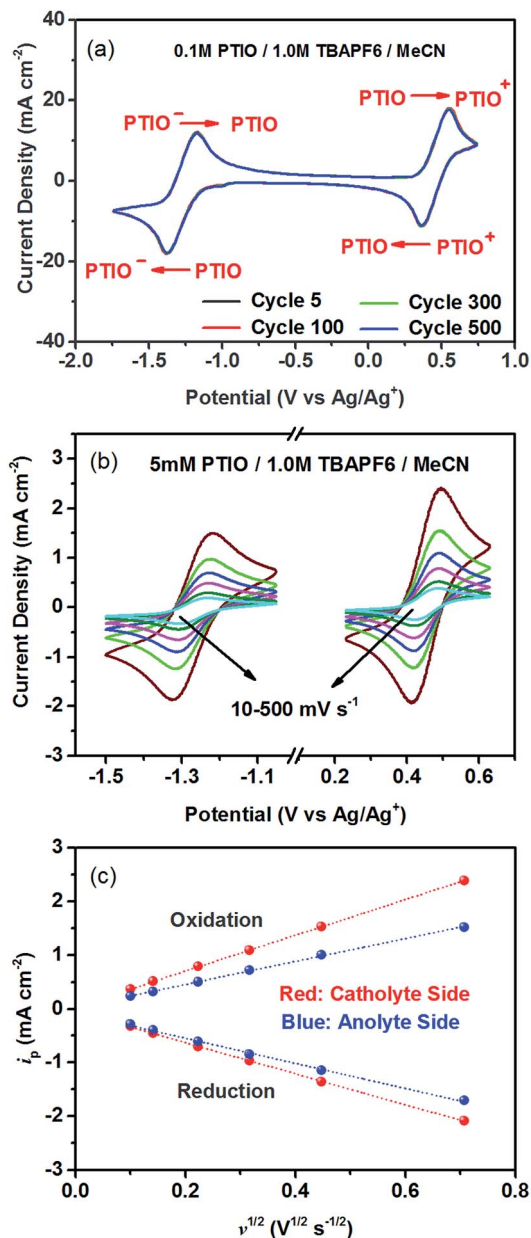 (a)
0.1M PTIO / 1.0M TBAPF6 / MeCN
PTIO⁻ → PTIO
PTIO → PTIO⁺
PTIO⁻ ← PTIO
PTIO ← PTIO⁺
Cycle 5
Cycle 300
Cycle 100
Cycle 500
Current Density (mA cm⁻²)
40
20
0
-20
-40
-2.0 -1.5 -1.0 -0.5 0.0 0.5 1.0
Potential (V vs Ag/Ag⁺)
(b)
5mM PTIO / 1.0M TBAPF6 / MeCN
10-500 mV s⁻¹
Current Density (mA cm⁻²)
3
2
1
0
-1
-2
-3
-1.5 -1.3 -1.1 0.2 0.4 0.6
Potential (V vs Ag/Ag⁺)
(c)
Oxidation
Red: Catholyte Side
Blue: Anolyte Side
Reduction
iₚ (mA cm⁻²)
3
2
1
0
-1
-2
-3
0.0 0.2 0.4 0.6 0.8
ν¹ᐟ² (V¹ᐟ² s⁻¹ᐟ²)